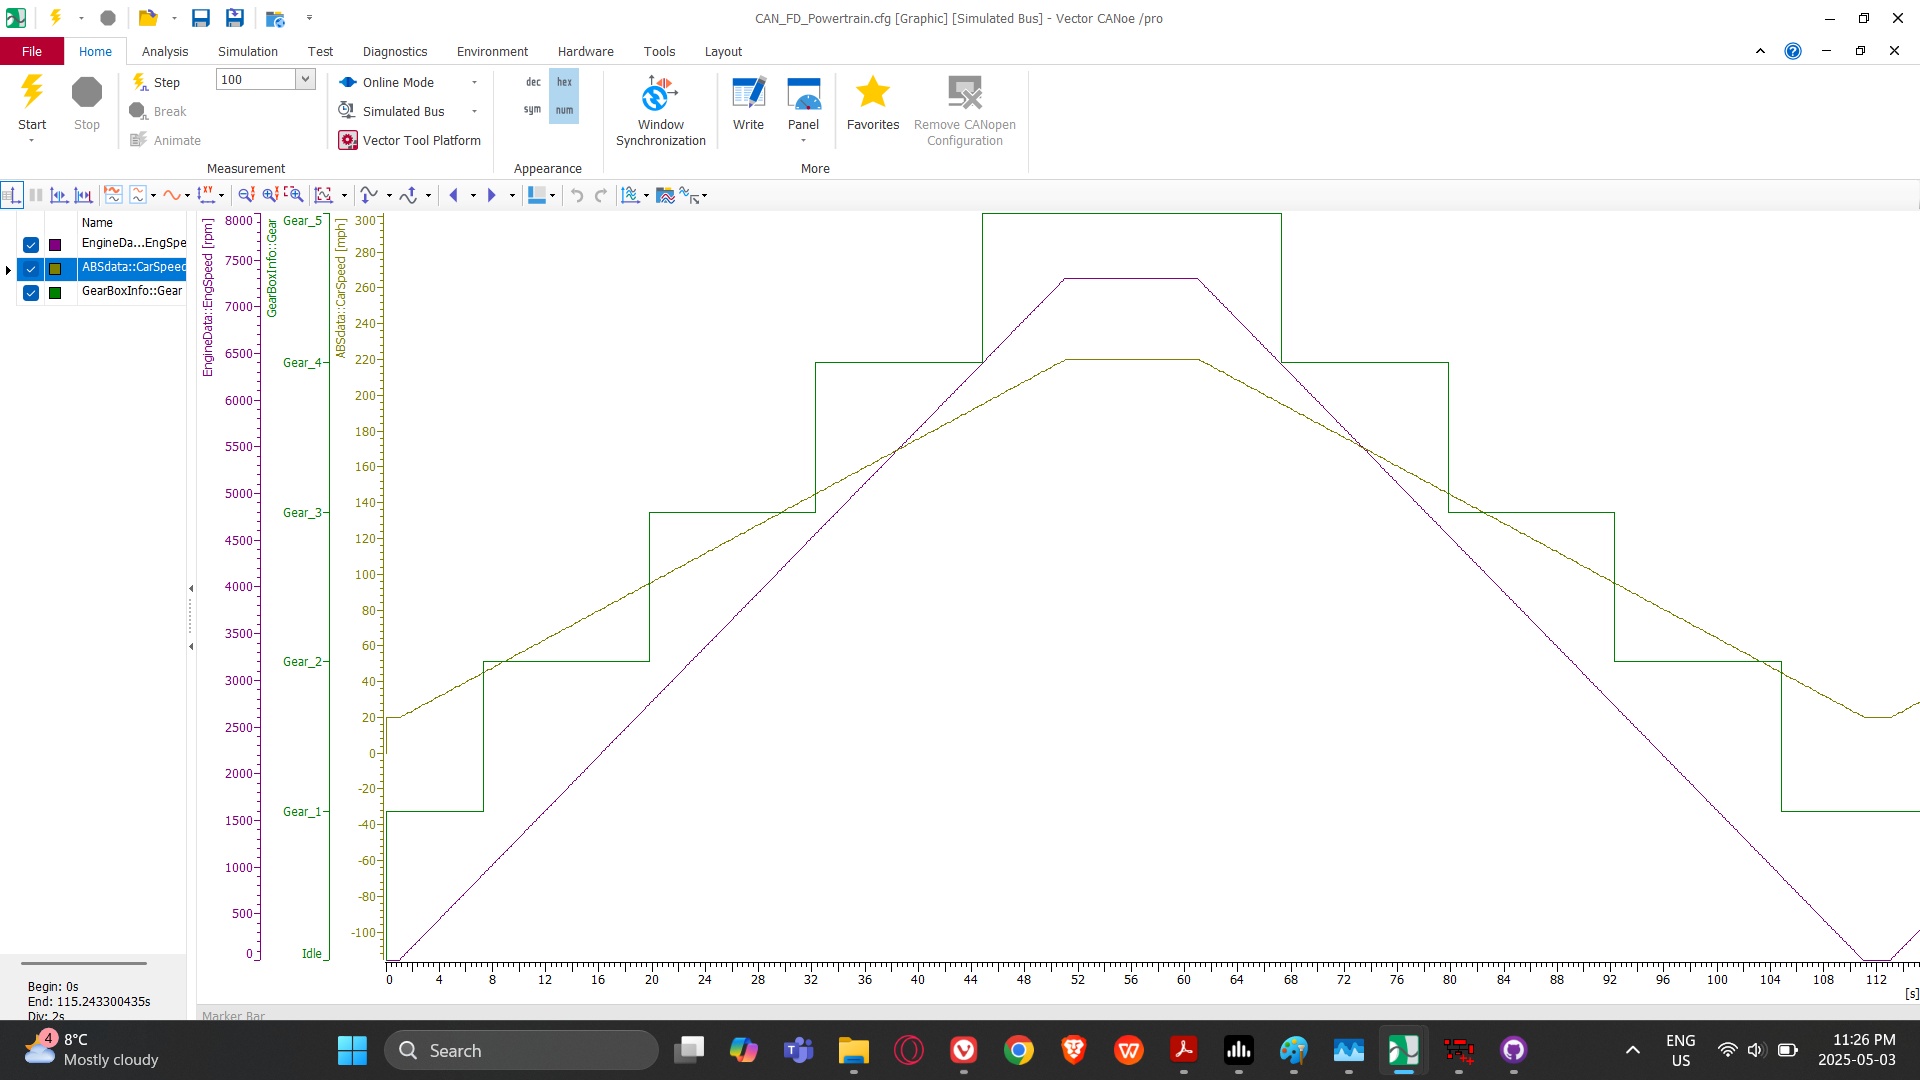 CAN_FD_Powertrain.cfg [Graphic] [Simulated Bus] - Vector CANoe /pro
File Home Analysis Simulation Test Diagnostics Environment Hardware Tools Layout
Start
Stop
Step
100
Break
Animate
Measurement
Online Mode
Simulated Bus
Vector Tool Platform
dec hex
sym num
Appearance
Window
Synchronization
Write
Panel
Favorites
Remove CANopen
Configuration
More
Name
EngineDa...EngSpe
ABSdata::CarSpeed
GearBoxInfo::Gear
EngineData::EngSpeed [rpm]
8000
7500
7000
6500
6000
5500
5000
4500
4000
3500
3000
2500
2000
1500
1000
500
0
GearBoxInfo::Gear
Gear_5
Gear_4
Gear_3
Gear_2
Gear_1
Idle
ABSdata::CarSpeed [mph]
300
280
260
240
220
200
180
160
140
120
100
80
60
40
20
0
-20
-40
-60
-80
-100
0 4 8 12 16 20 24 28 32 36 40 44 48 52 56 60 64 68 72 76 80 84 88 92 96 100 104 108 112
[s]
Begin: 0s
End: 115.243300435s
Div: 2s
Marker Bar
4
8°C
Mostly cloudy
Search
ENG
US
11:26 PM
2025-05-03